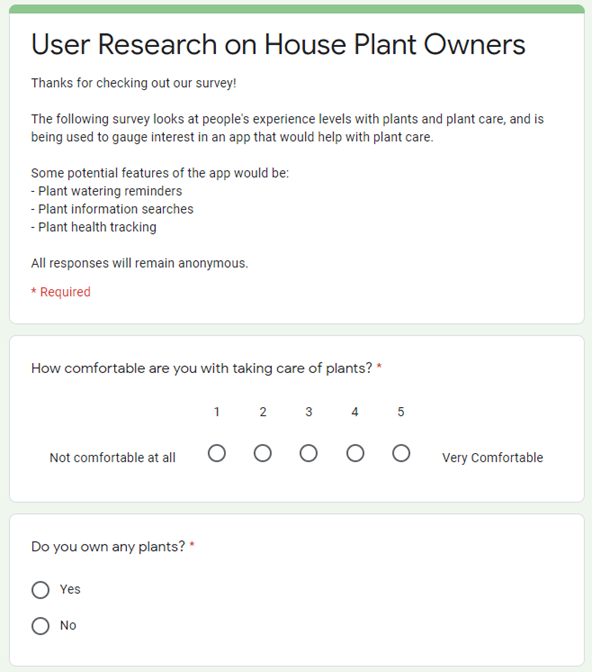 User Research on House Plant Owners
Thanks for checking out our survey!
The following survey looks at people's experience levels with plants and plant care, and is
being used to gauge interest in an app that would help with plant care.
Some potential features of the app would be:
- Plant watering reminders
- Plant information searches
- Plant health tracking
All responses will remain anonymous.
* Required
How comfortable are you with taking care of plants? *
1 2 3 4 5
Not comfortable at all Very Comfortable
Do you own any plants? *
Yes
No